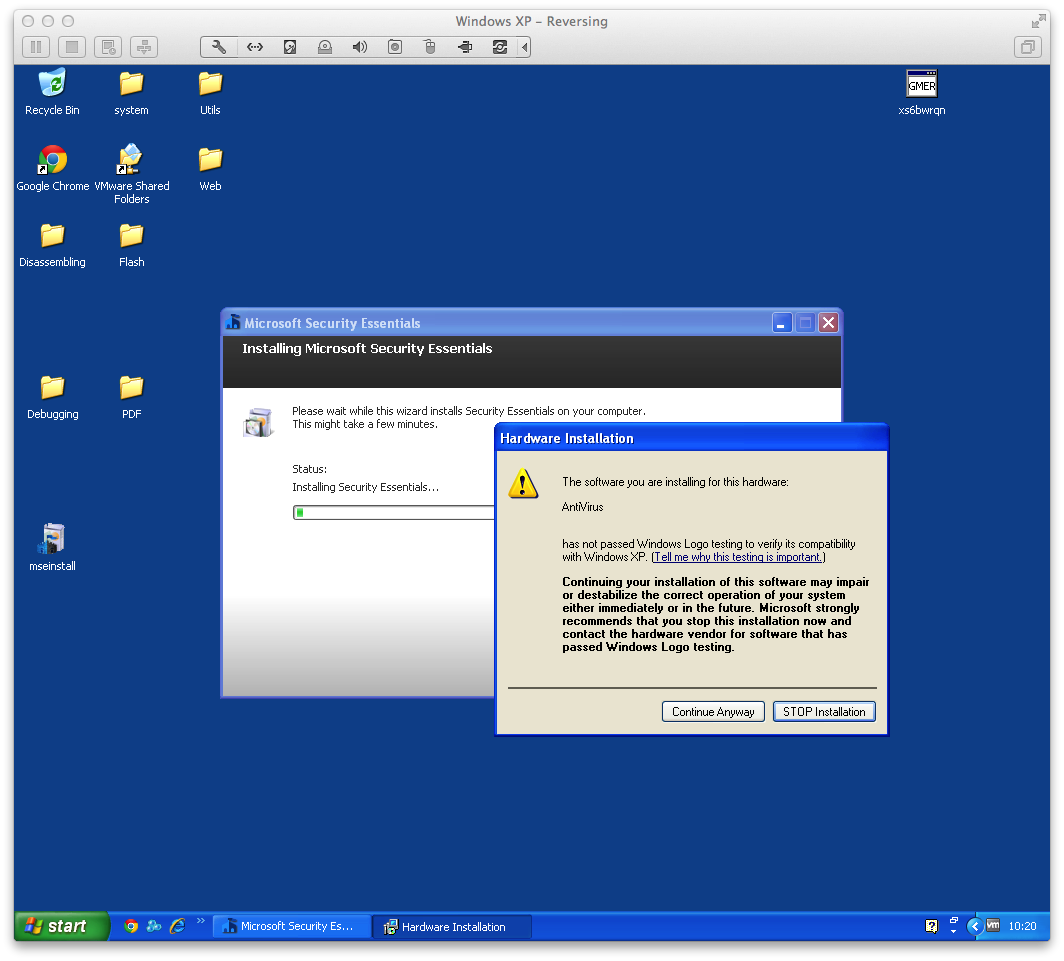 Windows XP – Reversing
Recycle Bin
system
Utils
GMER
xs6bwrqn
Google Chrome
VMware Shared
Folders
Web
Disassembling
Flash
Debugging
PDF
mseinstall
Microsoft Security Essentials
Installing Microsoft Security Essentials
Please wait while this wizard installs Security Essentials on your computer.
This might take a few minutes.
Status:
Installing Security Essentials...
Hardware Installation
The software you are installing for this hardware:
AntiVirus
has not passed Windows Logo testing to verify its compatibility
with Windows XP. (Tell me why this testing is important.)
Continuing your installation of this software may impair
or destabilize the correct operation of your system
either immediately or in the future. Microsoft strongly
recommends that you stop this installation now and
contact the hardware vendor for software that has
passed Windows Logo testing.
Continue Anyway
STOP Installation
start
Microsoft Security Es...
Hardware Installation
vm
10:20